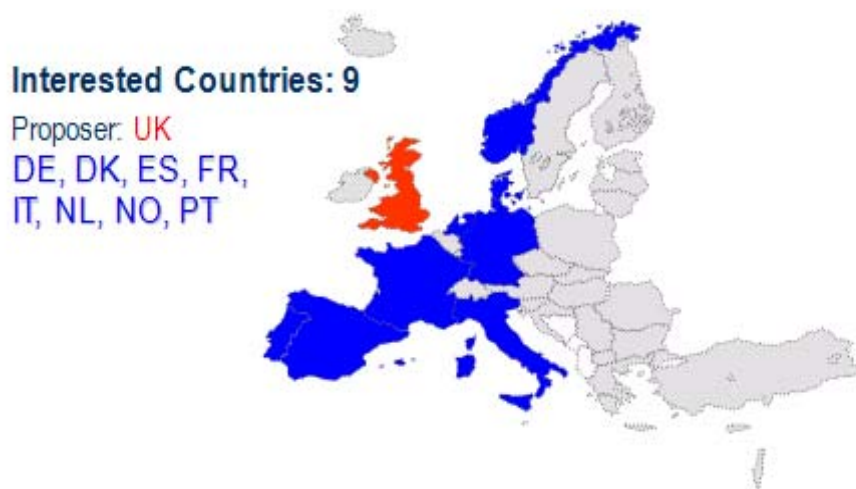 Interested Countries: 9
Proposer: UK
DE, DK, ES, FR,
IT, NL, NO, PT